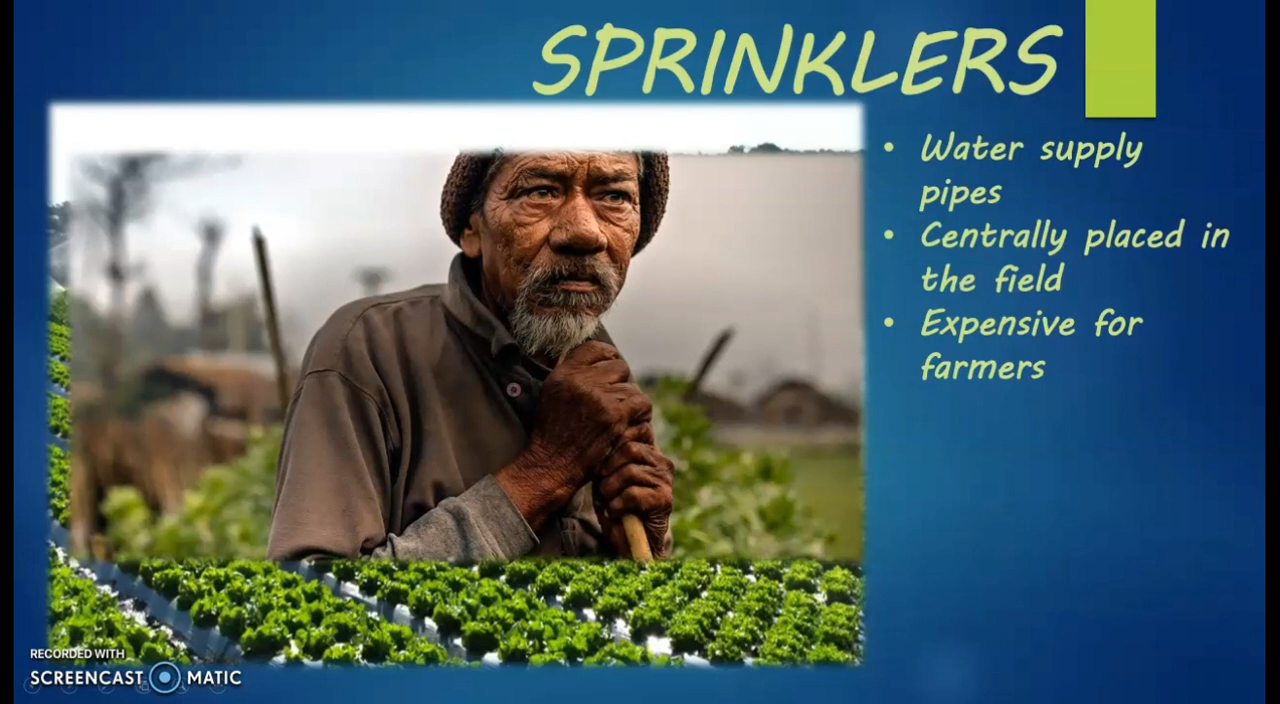 SPRINKLERS
• Water supply
pipes
• Centrally placed in
the field
• Expensive for
farmers
RECORDED WITH
SCREENCAST MATIC